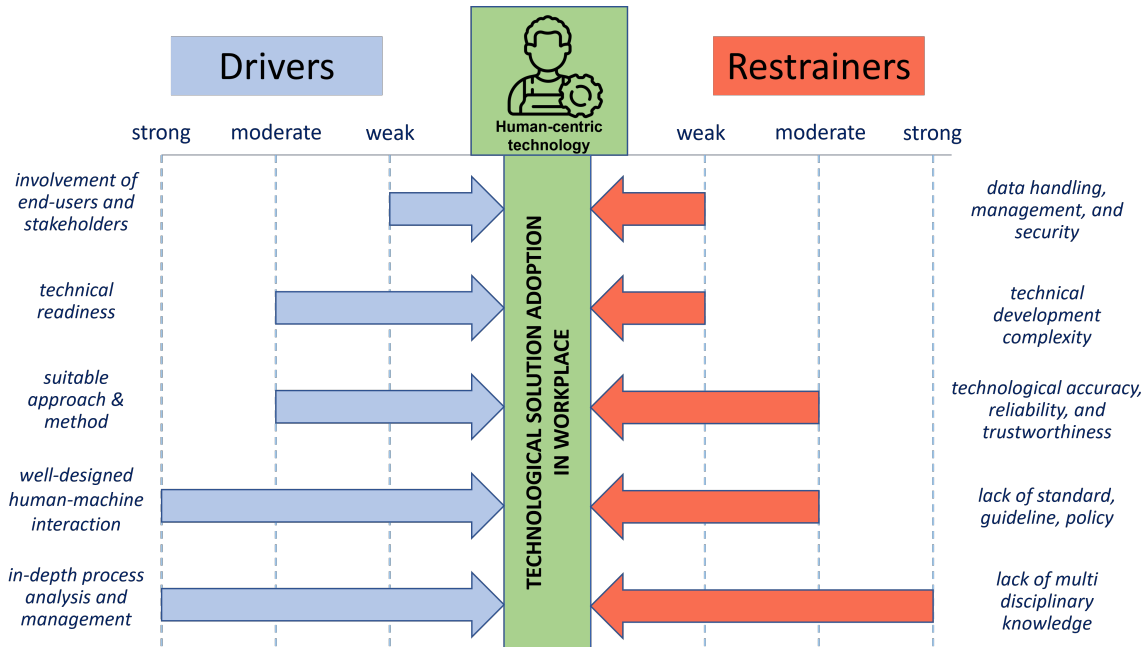 Drivers
Human-centric
technology
Restrainers
strong
moderate
weak
weak
moderate
strong
involvement of
end-users and
stakeholders
data handling,
management, and
security
technical
readiness
technical
development
complexity
suitable
approach &
method
technological accuracy,
reliability, and
trustworthiness
well-designed
human-machine
interaction
lack of standard,
guideline, policy
in-depth process
analysis and
management
lack of multi
disciplinary
knowledge
TECHNOLOGICAL SOLUTION ADOPTION
IN WORKPLACE